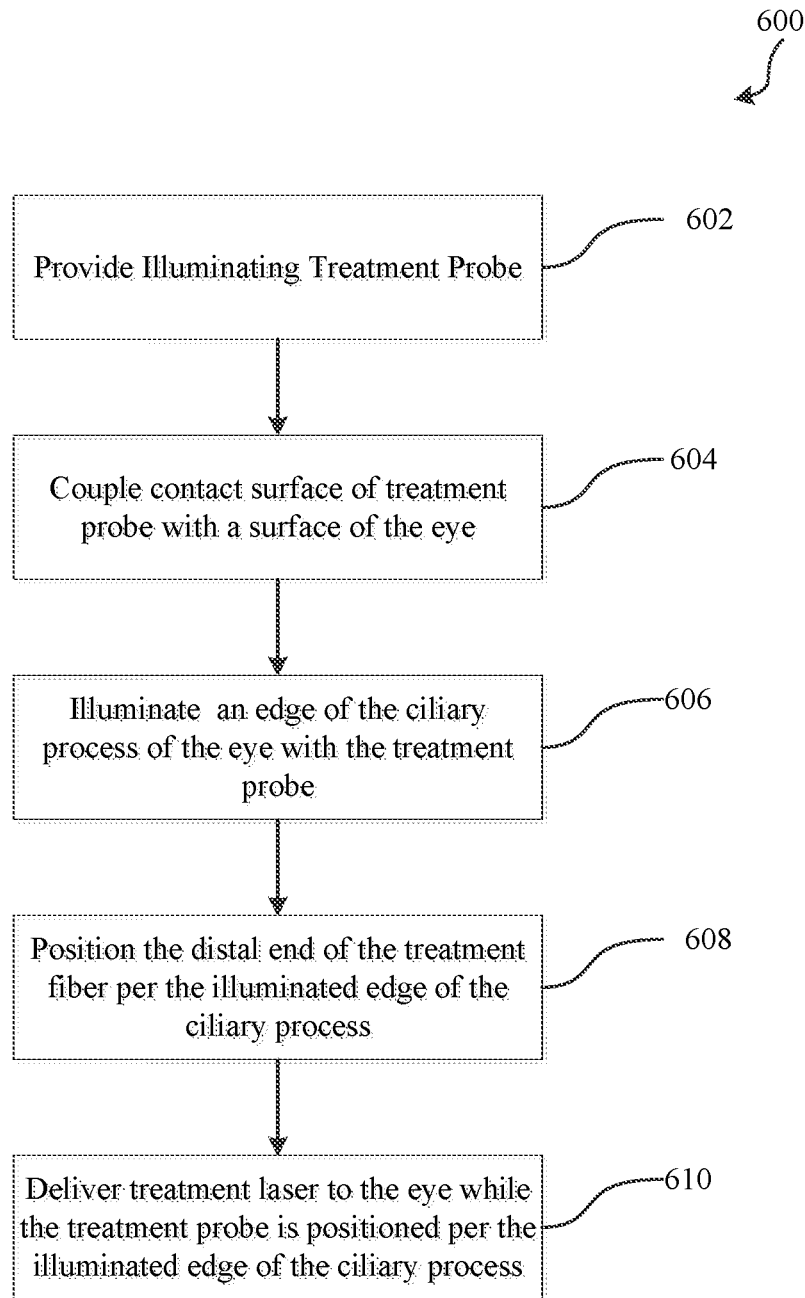 600
Provide Illuminating Treatment Probe
602
Couple contact surface of treatment
probe with a surface of the eye
604
Illuminate an edge of the ciliary
process of the eye with the treatment
probe
606
Position the distal end of the treatment
fiber per the illuminated edge of the
ciliary process
608
Deliver treatment laser to the eye while
the treatment probe is positioned per the
illuminated edge of the ciliary process
610